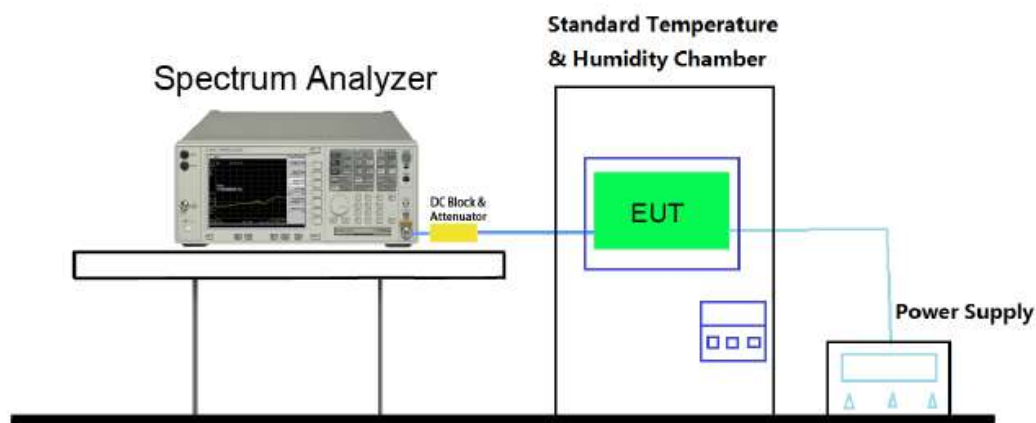 Standard Temperature
& Humidity Chamber
Spectrum Analyzer
DC Block &
Attenuator
EUT
Power Supply